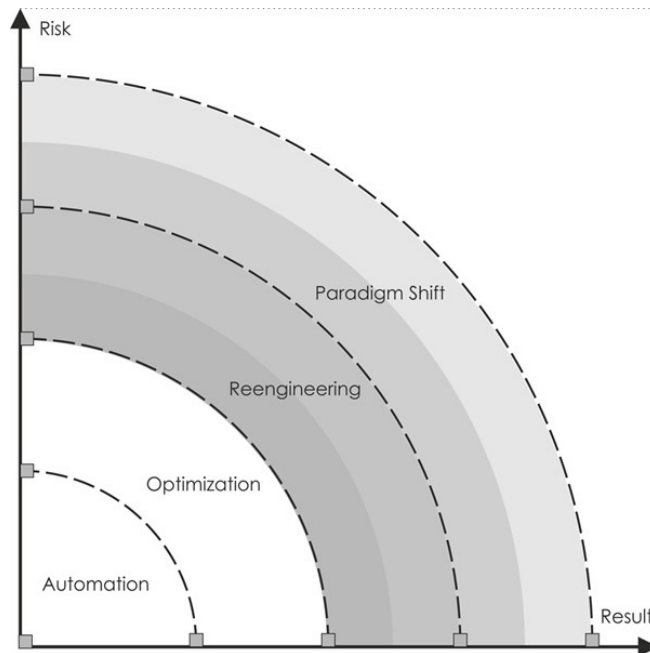 Risk
Paradigm Shift
Reengineering
Optimization
Automation
Result